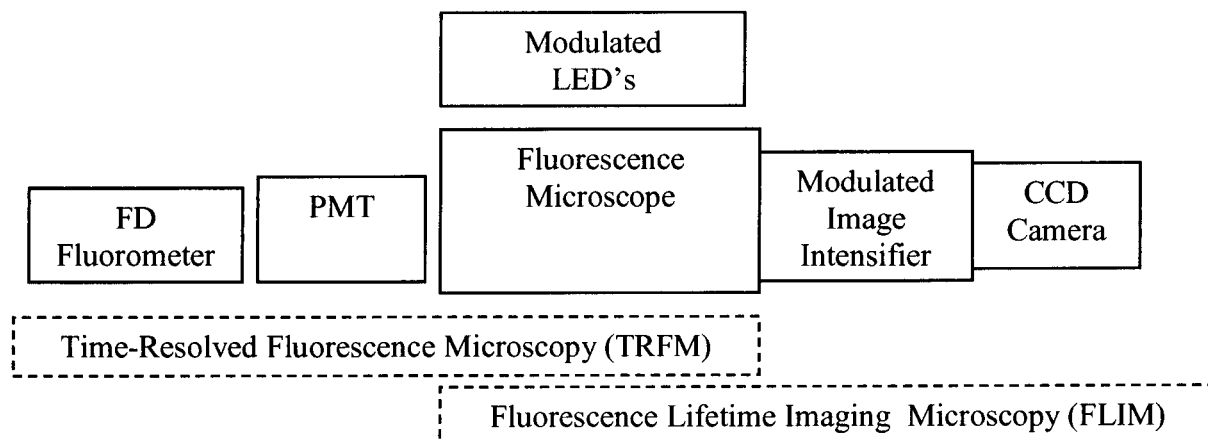 Modulated
LED's
Fluorescence
Microscope
Modulated
Image
Intensifier
CCD
Camera
PMT
FD
Fluorometer
Time-Resolved Fluorescence Microscopy (TRFM)
Fluorescence Lifetime Imaging Microscopy (FLIM)